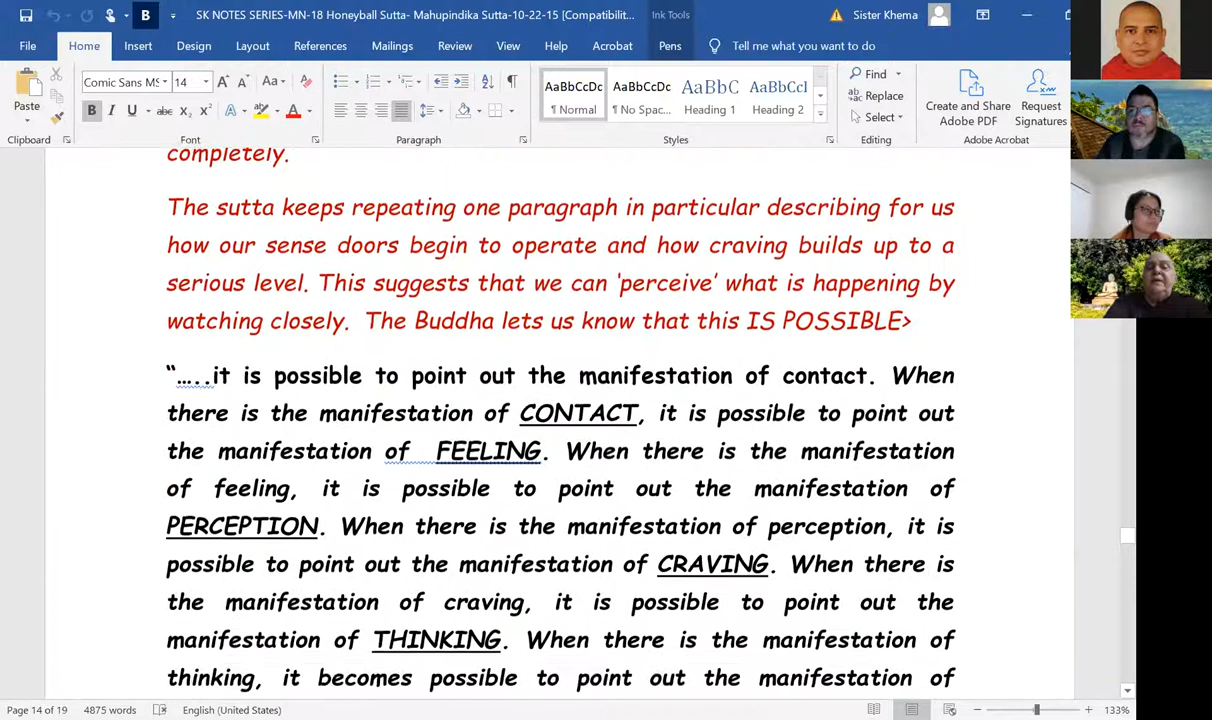 SK NOTES SERIES-MN-18 Honeyball Sutta- Mahupindika Sutta-10-22-15 [Compatibilit...
Ink Tools
Sister Khema
File Home Insert Design Layout References Mailings Review View Help Acrobat Pens Tell me what you want to do
Paste
Comic Sans MS 14
AaBbCcDc AaBbCcDc AaBbC AaBbCcI
¶ Normal ¶ No Spac... Heading 1 Heading 2
Find
Replace
Select
Create and Share
Adobe PDF
Request
Signatures
Clipboard Font Paragraph Styles Editing Adobe Acrobat
completely.
The sutta keeps repeating one paragraph in particular describing for us
how our sense doors begin to operate and how craving builds up to a
serious level. This suggests that we can ‘perceive’ what is happening by
watching closely. The Buddha lets us know that this IS POSSIBLE>
“…..it is possible to point out the manifestation of contact. When
there is the manifestation of CONTACT, it is possible to point out
the manifestation of FEELING. When there is the manifestation
of feeling, it is possible to point out the manifestation of
PERCEPTION. When there is the manifestation of perception, it is
possible to point out the manifestation of CRAVING. When there is
the manifestation of craving, it is possible to point out the
manifestation of THINKING. When there is the manifestation of
thinking, it becomes possible to point out the manifestation of
Page 14 of 19 4875 words English (United States) 133%